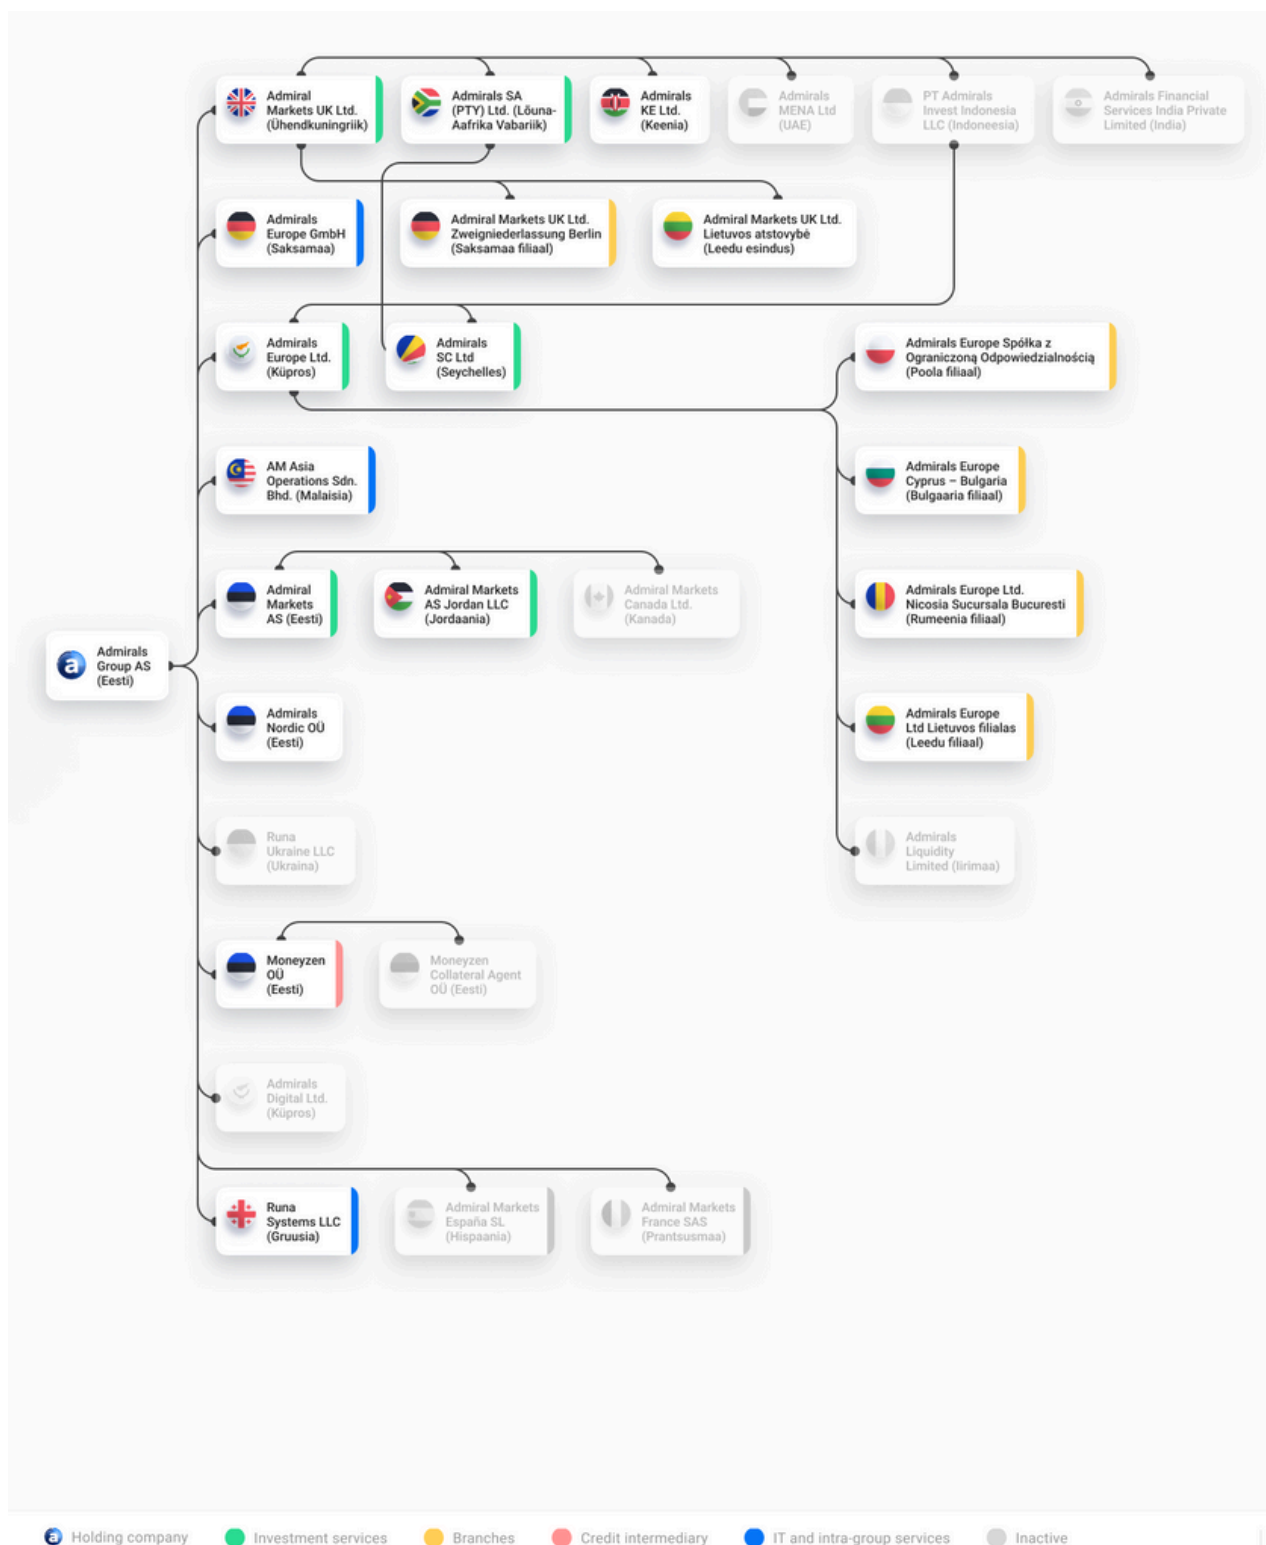 Admiral
Markets UK Ltd.
(Ühendkuningriik)
Admirals SA
(PTY) Ltd. (Lõuna-
Aafrika Vabariik)
Admirals
KE Ltd.
(Keenia)
Admirals
MENA Ltd
(UAE)
PT Admirals
Invest Indonesia
LLC (Indoneesia)
Admirals Financial
Services India Private
Limited (India)
Admirals
Europe GmbH
(Saksamaa)
Admiral Markets UK Ltd.
Zweigniederlassung Berlin
(Saksamaa filiaal)
Admiral Markets UK Ltd.
Lietuvos atstovybė
(Leedu esindus)
Admirals
Europe Ltd.
(Küpros)
Admirals
SC Ltd
(Seychelles)
Admirals Europe Spółka z
Ograniczoną Odpowiedzialnością
(Poola filiaal)
AM Asia
Operations Sdn.
Bhd. (Malaisia)
Admirals Europe
Cyprus – Bulgaria
(Bulgaaria filiaal)
Admiral
Markets
AS (Eesti)
Admiral Markets
AS Jordan LLC
(Jordaania)
Admiral Markets
Canada Ltd.
(Kanada)
Admirals Europe Ltd.
Nicosia Sucursala Bucuresti
(Rumeenia filiaal)
a
Admirals
Group AS
(Eesti)
Admirals
Nordic OÜ
(Eesti)
Admirals Europe
Ltd Lietuvos filialas
(Leedu filiaal)
Runa
Ukraine LLC
(Ukraina)
Admirals
Liquidity
Limited (Iirimaa)
Moneyzen
OÜ
(Eesti)
Moneyzen
Collateral Agent
OÜ (Eesti)
Admirals
Digital Ltd.
(Küpros)
Runa
Systems LLC
(Gruusia)
Admiral Markets
España SL
(Hispaania)
Admiral Markets
France SAS
(Prantsusmaa)
a Holding company
Investment services
Branches
Credit intermediary
IT and intra-group services
Inactive